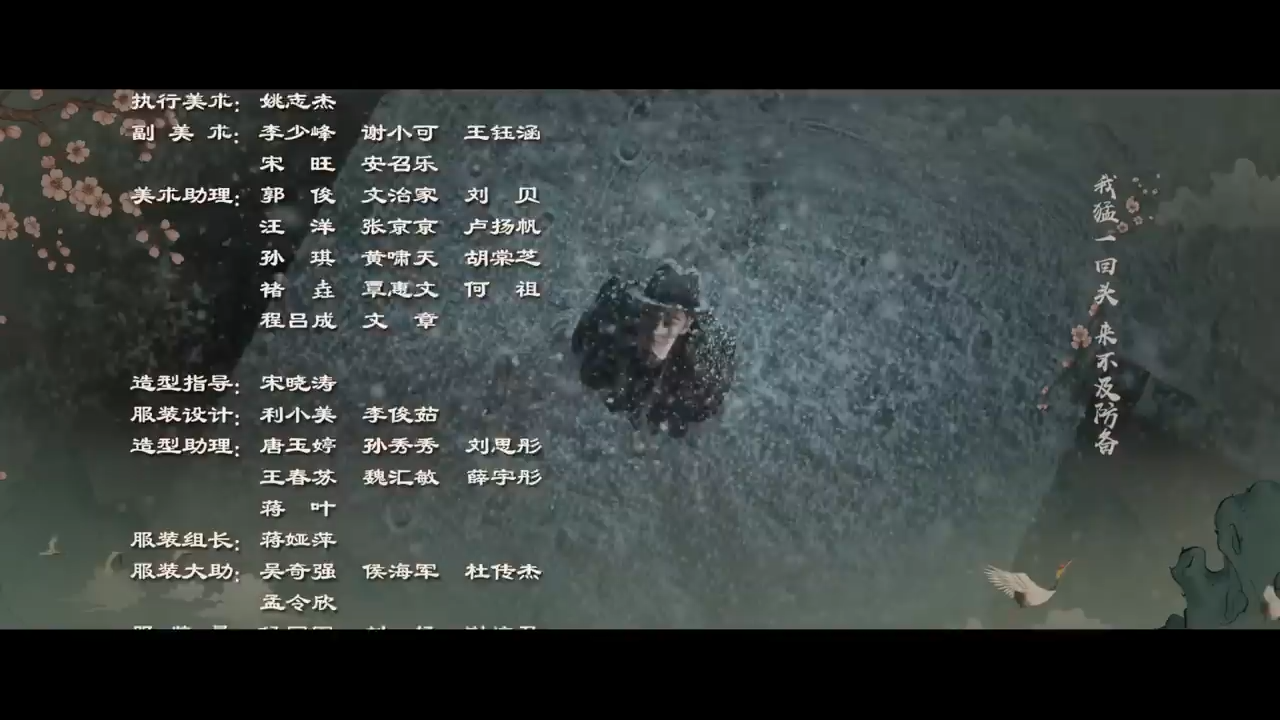 执行美术：姚志杰
副 美 术：李少峰 谢小可 王钰涵
宋 旺 安召乐
美术助理：郭 俊 文治家 刘 贝
汪 洋 张京京 卢扬帆
孙 琪 黄啸天 胡棠芝
褚 垚 覃惠文 何 祖
程吕成 文 章
造型指导：宋晓涛
服装设计：利小美 李俊茹
造型助理：唐玉婷 孙秀秀 刘思彤
王春苏 魏汇敏 薛宇彤
蒋 叶
服装组长：蒋娅萍
服装大助：吴奇强 侯海军 杜传杰
孟令欣
我猛一回头 来不及防备